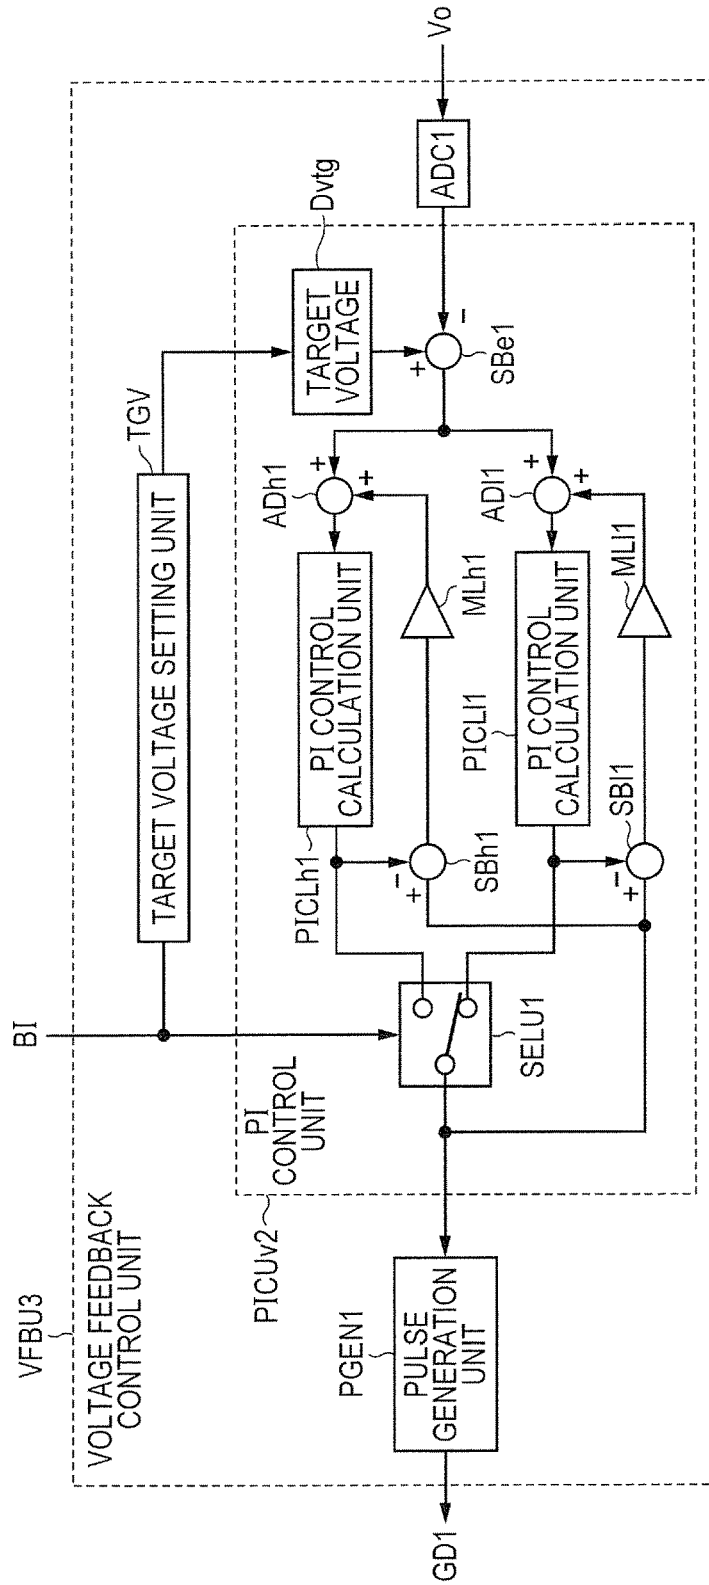 VFBU3
VOLTAGE FEEDBACK
CONTROL UNIT
BI
TARGET VOLTAGE SETTING UNIT
TGV
PICUv2
PI
CONTROL
UNIT
TARGET
VOLTAGE
Dvtg
PICLh1
PI CONTROL
CALCULATION UNIT
ADh1
+
+
GD1
PGEN1
PULSE
GENERATION
UNIT
SELU1
+
−
SBh1
MLh1
+
−
SBe1
ADC1
Vo
PICLl1
PI CONTROL
CALCULATION UNIT
ADl1
+
+
+
−
SBl1
MLl1